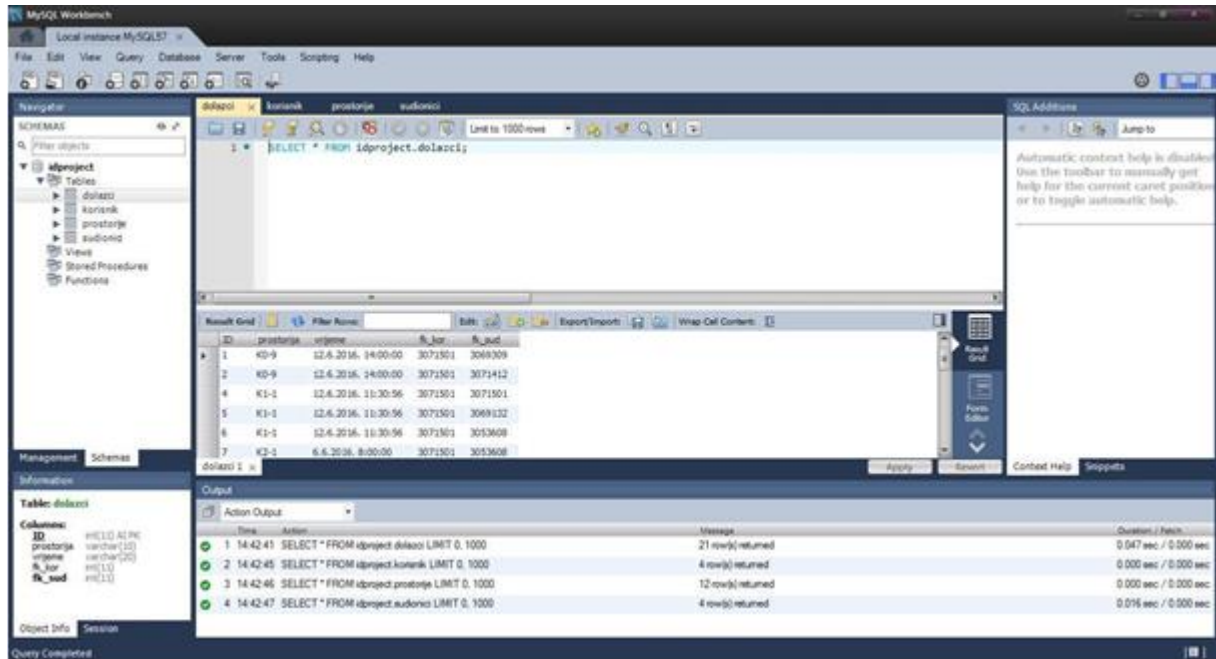 MySQL Workbench
Local instance MySQL57 ×
File Edit View Query Database Server Tools Scripting Help
Navigator
SCHEMAS
Filter objects
idproject
Tables
dolazci
korisnik
prostorije
sudionici
Views
Stored Procedures
Functions
Management Schemas
Information
Table: dolazci
Columns:
ID int(11) AI PK
prostorija varchar(10)
vrijeme varchar(20)
fk_kor int(11)
fk_sud int(11)
Object Info Session
Query Completed
dolazci × korisnik prostorije sudionici
Limit to 1000 rows
1 SELECT * FROM idproject.dolazci;
Result Grid Filter Rows: Edit: Export/Import: Wrap Cell Content:
ID prostorija vrijeme fk_kor fk_sud
1 K0-9 12.6.2016. 14:00:00 3071501 3069309
2 K0-9 12.6.2016. 14:00:00 3071501 3071412
4 K1-1 12.6.2016. 11:30:56 3071501 3071501
5 K1-1 12.6.2016. 11:30:56 3071501 3069132
6 K1-1 12.6.2016. 11:30:56 3071501 3053608
7 K2-1 6.6.2016. 8:00:00 3071501 3053608
Result Grid
Form Editor
dolazci 1 × Apply Revert
Output
Action Output
Time Action Message Duration / Fetch
1 14:42:41 SELECT * FROM idproject.dolazci LIMIT 0, 1000 21 row(s) returned 0.047 sec / 0.000 sec
2 14:42:45 SELECT * FROM idproject.korisnik LIMIT 0, 1000 4 row(s) returned 0.000 sec / 0.000 sec
3 14:42:46 SELECT * FROM idproject.prostorije LIMIT 0, 1000 12 row(s) returned 0.000 sec / 0.000 sec
4 14:42:47 SELECT * FROM idproject.sudionici LIMIT 0, 1000 4 row(s) returned 0.016 sec / 0.000 sec
SQL Additions
Jump to
Automatic context help is disabled.
Use the toolbar to manually get
help for the current caret position
or to toggle automatic help.
Context Help Snippets